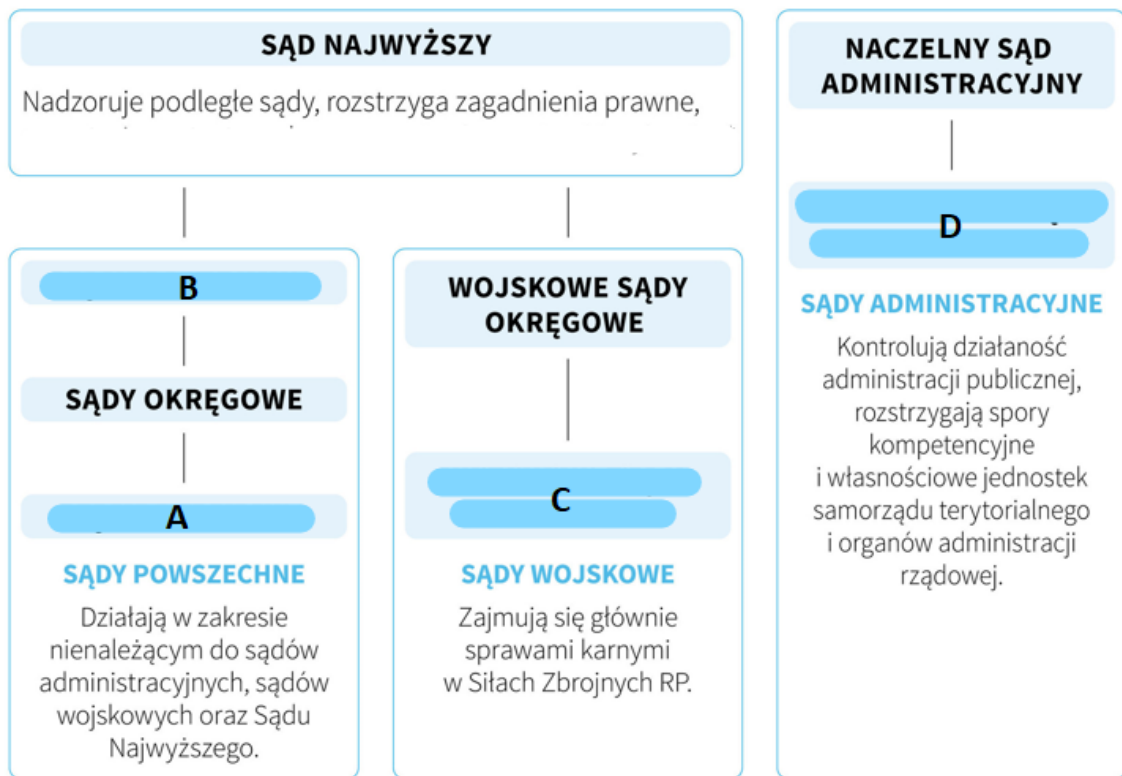 SĄD NAJWYŻSZY
Nadzoruje podległe sądy, rozstrzyga zagadnienia prawne,
B
SĄDY OKRĘGOWE
A
SĄDY POWSZECHNE
Działają w zakresie
nienależącym do sądów
administracyjnych, sądów
wojskowych oraz Sądu
Najwyższego.
WOJSKOWE SĄDY
OKRĘGOWE
C
SĄDY WOJSKOWE
Zajmują się głównie
sprawami karnymi
w Siłach Zbrojnych RP.
NACZELNY SĄD
ADMINISTRACYJNY
D
SĄDY ADMINISTRACYJNE
Kontrolują działaność
administracji publicznej,
rozstrzygają spory
kompetencyjne
i własnościowe jednostek
samorządu terytorialnego
i organów administracji
rządowej.